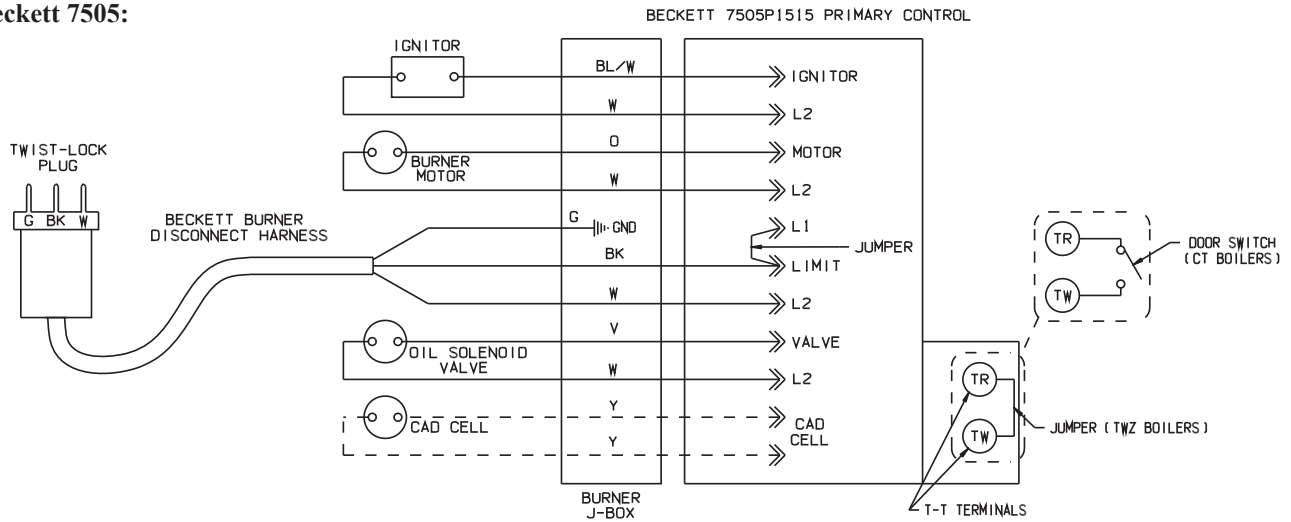 eckett 7505:
BECKETT 7505P1515 PRIMARY CONTROL
IGNITOR
BL/W
IGNITOR
W
L2
O
MOTOR
BURNER
MOTOR
W
L2
TWIST-LOCK
PLUG
G BK W
BECKETT BURNER
DISCONNECT HARNESS
G
GND
L1
JUMPER
BK
LIMIT
W
L2
TR
TW
DOOR SWITCH
(CT BOILERS)
V
VALVE
OIL SOLENOID
VALVE
W
L2
Y
CAD CELL
Y
CAD
CELL
TR
TW
JUMPER (TWZ BOILERS)
T-T TERMINALS
BURNER
J-BOX